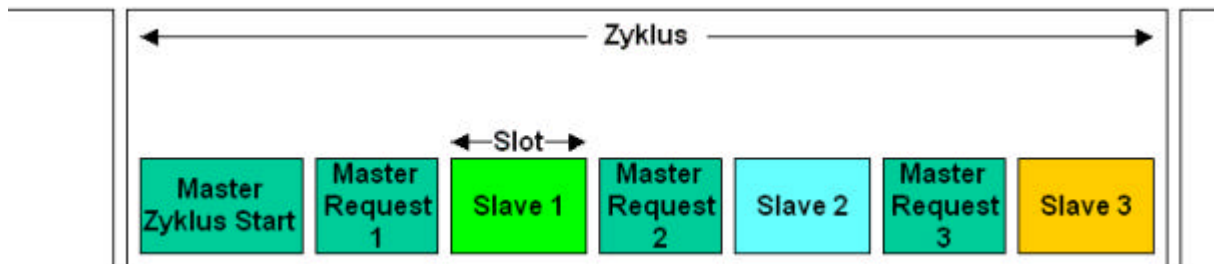 Zyklus
Slot
Master
Zyklus Start
Master
Request
1
Slave 1
Master
Request
2
Slave 2
Master
Request
3
Slave 3